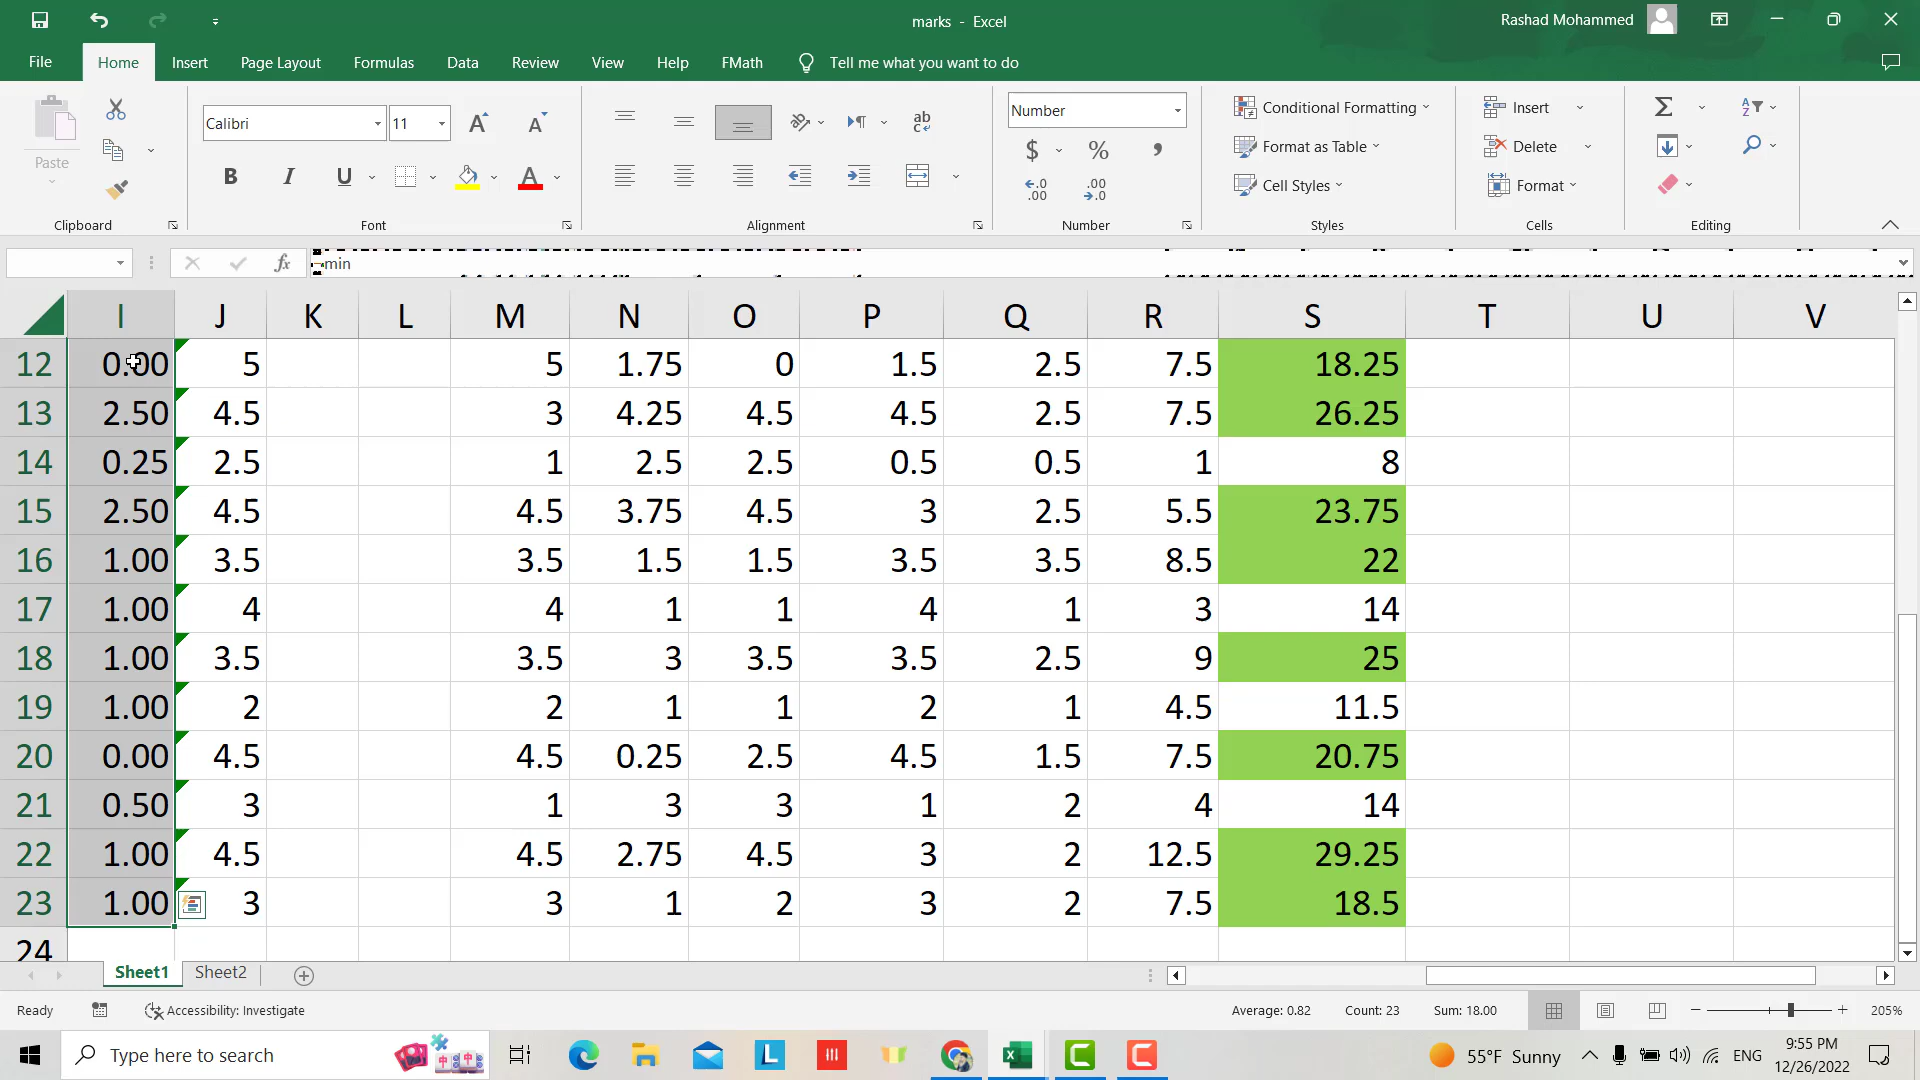 marks - Excel
Rashad Mohammed
File Home Insert Page Layout Formulas Data Review View Help FMath Tell me what you want to do
Paste
Calibri 11
ab
Number
Conditional Formatting
Insert
B I U A
$ % ,
Format as Table
Delete
Cell Styles
Format
Clipboard Font Alignment Number Styles Cells Editing
fx min
I J K L M N O P Q R S T U V
12 0.00 5 5 1.75 0 1.5 2.5 7.5 18.25
13 2.50 4.5 3 4.25 4.5 4.5 2.5 7.5 26.25
14 0.25 2.5 1 2.5 2.5 0.5 0.5 1 8
15 2.50 4.5 4.5 3.75 4.5 3 2.5 5.5 23.75
16 1.00 3.5 3.5 1.5 1.5 3.5 3.5 8.5 22
17 1.00 4 4 1 1 4 1 3 14
18 1.00 3.5 3.5 3 3.5 3.5 2.5 9 25
19 1.00 2 2 1 1 2 1 4.5 11.5
20 0.00 4.5 4.5 0.25 2.5 4.5 1.5 7.5 20.75
21 0.50 3 1 3 3 1 2 4 14
22 1.00 4.5 4.5 2.75 4.5 3 2 12.5 29.25
23 1.00 3 3 1 2 3 2 7.5 18.5
24
Sheet1 Sheet2
Ready Accessibility: Investigate Average: 0.82 Count: 23 Sum: 18.00 205%
Type here to search
55°F Sunny ENG 9:55 PM
12/26/2022